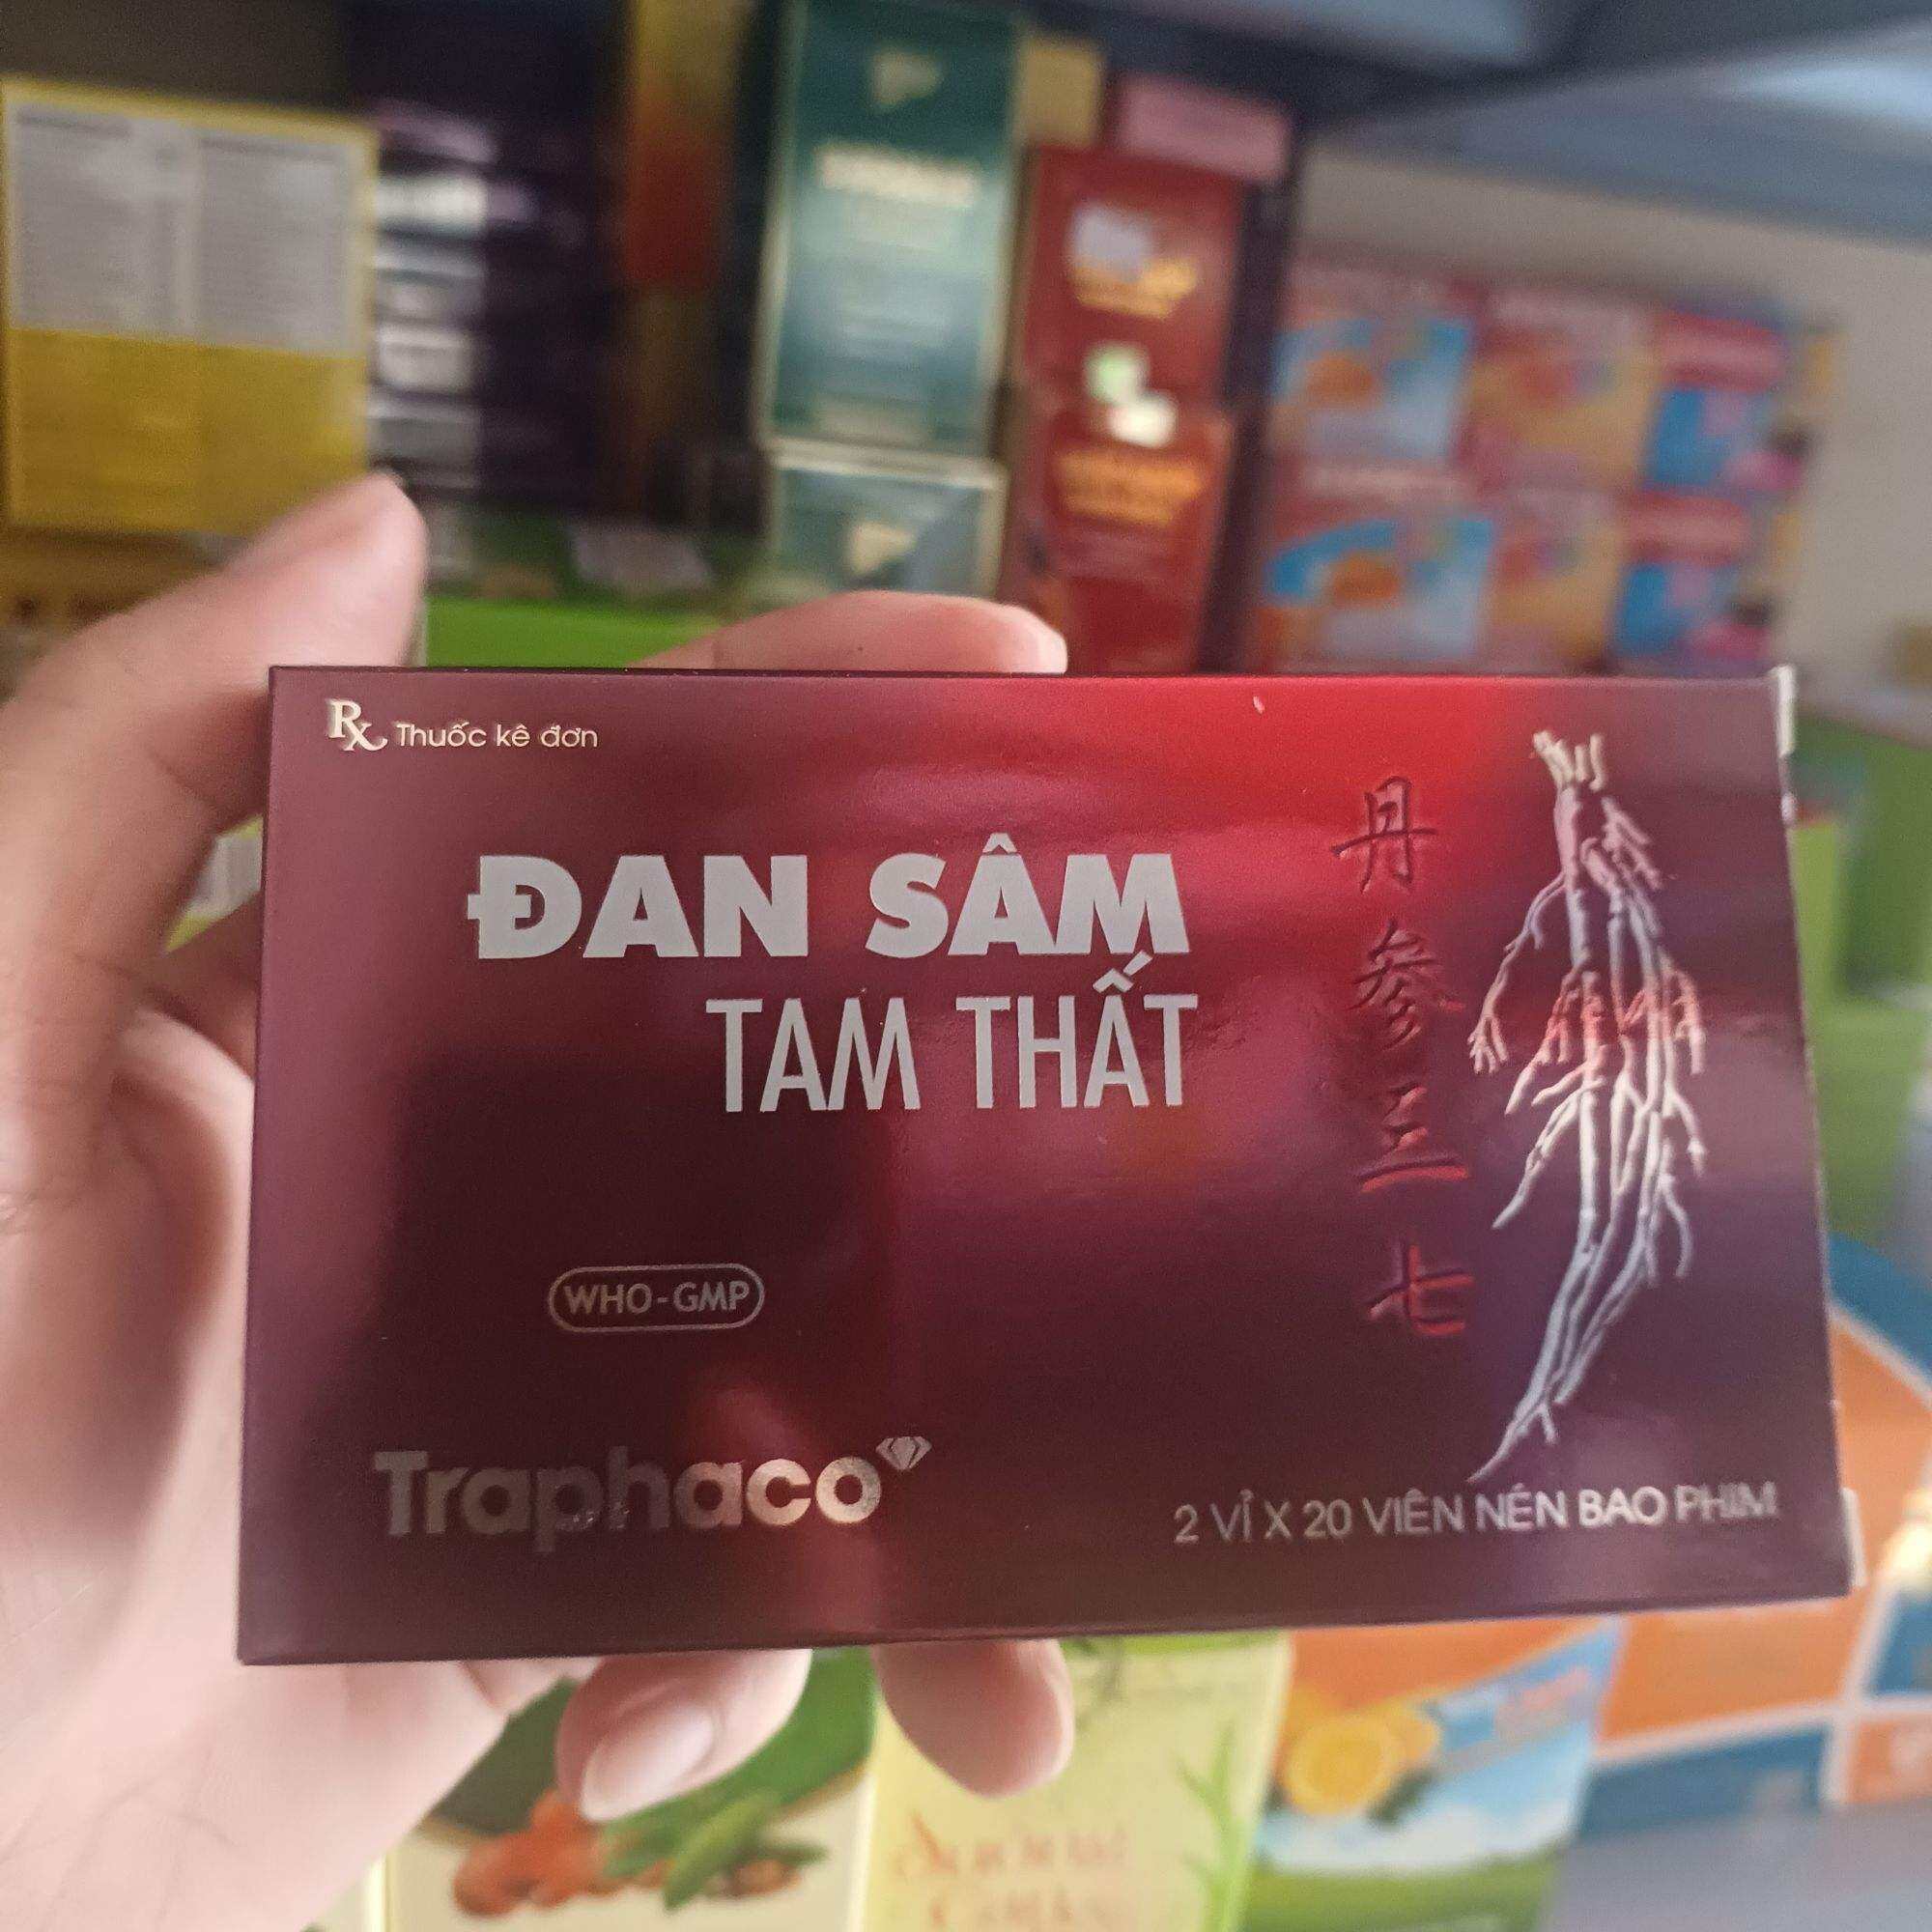 Rx Thuốc kê đơn
ĐAN SÂM
TAM THẤT
丹参三七
WHO-GMP
Traphaco
2 VỈ X 20 VIÊN NÉN BAO PHIM